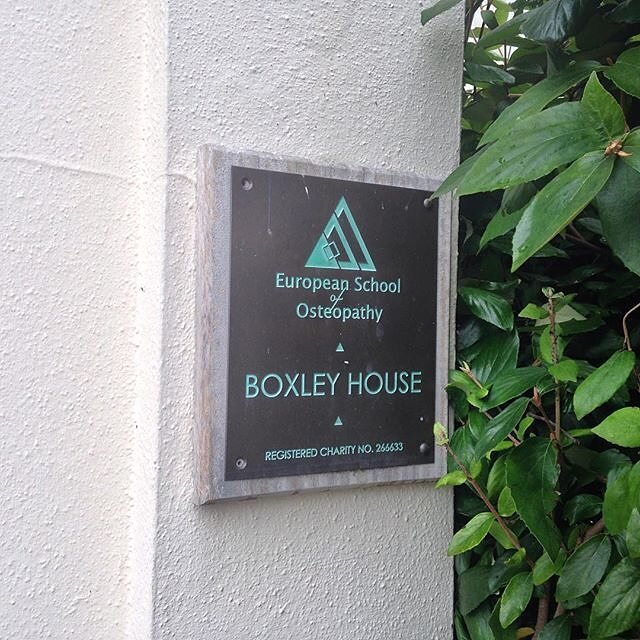 European School
of
Osteopathy
BOXLEY HOUSE
REGISTERED CHARITY NO. 266633